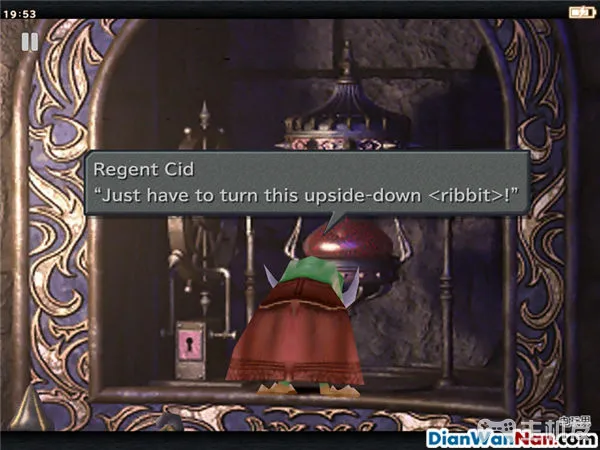 19:53
Regent Cid
“Just have to turn this upside-down <ribbit>!”
DianWanNan.com